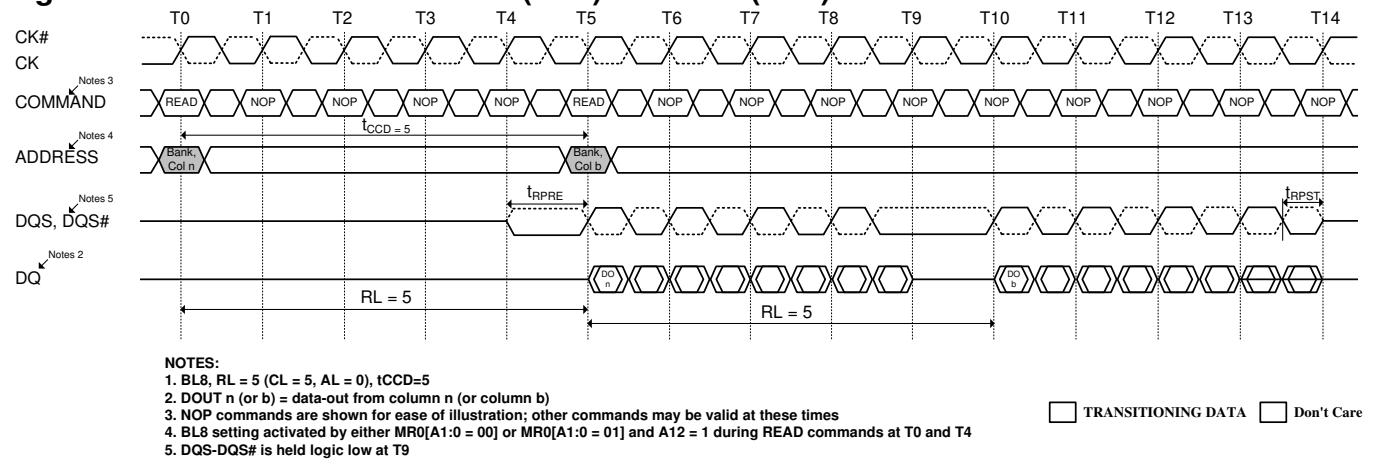 T0 T1 T2 T3 T4 T5 T6 T7 T8 T9 T10 T11 T12 T13 T14
CK#
CK
Notes 3
COMMAND
READ NOP NOP NOP NOP READ NOP NOP NOP NOP NOP NOP NOP NOP NOP
tCCD = 5
Notes 4
ADDRESS
Bank, Col n
Bank, Col b
Notes 5
tRPRE
tRPST
DQS, DQS#
Notes 2
DQ
DO n
DO b
RL = 5
RL = 5
NOTES:
1. BL8, RL = 5 (CL = 5, AL = 0), tCCD=5
2. DOUT n (or b) = data-out from column n (or column b)
3. NOP commands are shown for ease of illustration; other commands may be valid at these times
4. BL8 setting activated by either MR0[A1:0 = 00] or MR0[A1:0 = 01] and A12 = 1 during READ commands at T0 and T4
5. DQS-DQS# is held logic low at T9
TRANSITIONING DATA
Don't Care